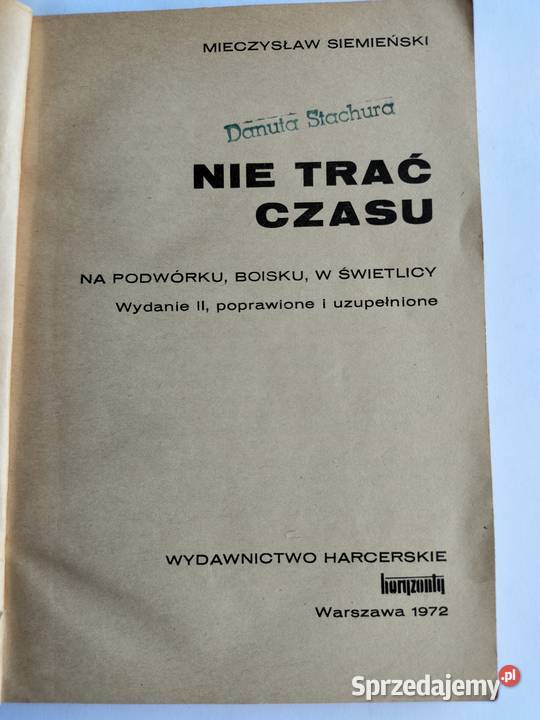 MIECZYSŁAW SIEMIEŃSKI
Danuta Stachura
NIE TRAĆ
CZASU
NA PODWÓRKU, BOISKU, W ŚWIETLICY
Wydanie II, poprawione i uzupełnione
WYDAWNICTWO HARCERSKIE
horyzonty
Warszawa 1972
Sprzedajemy.pl